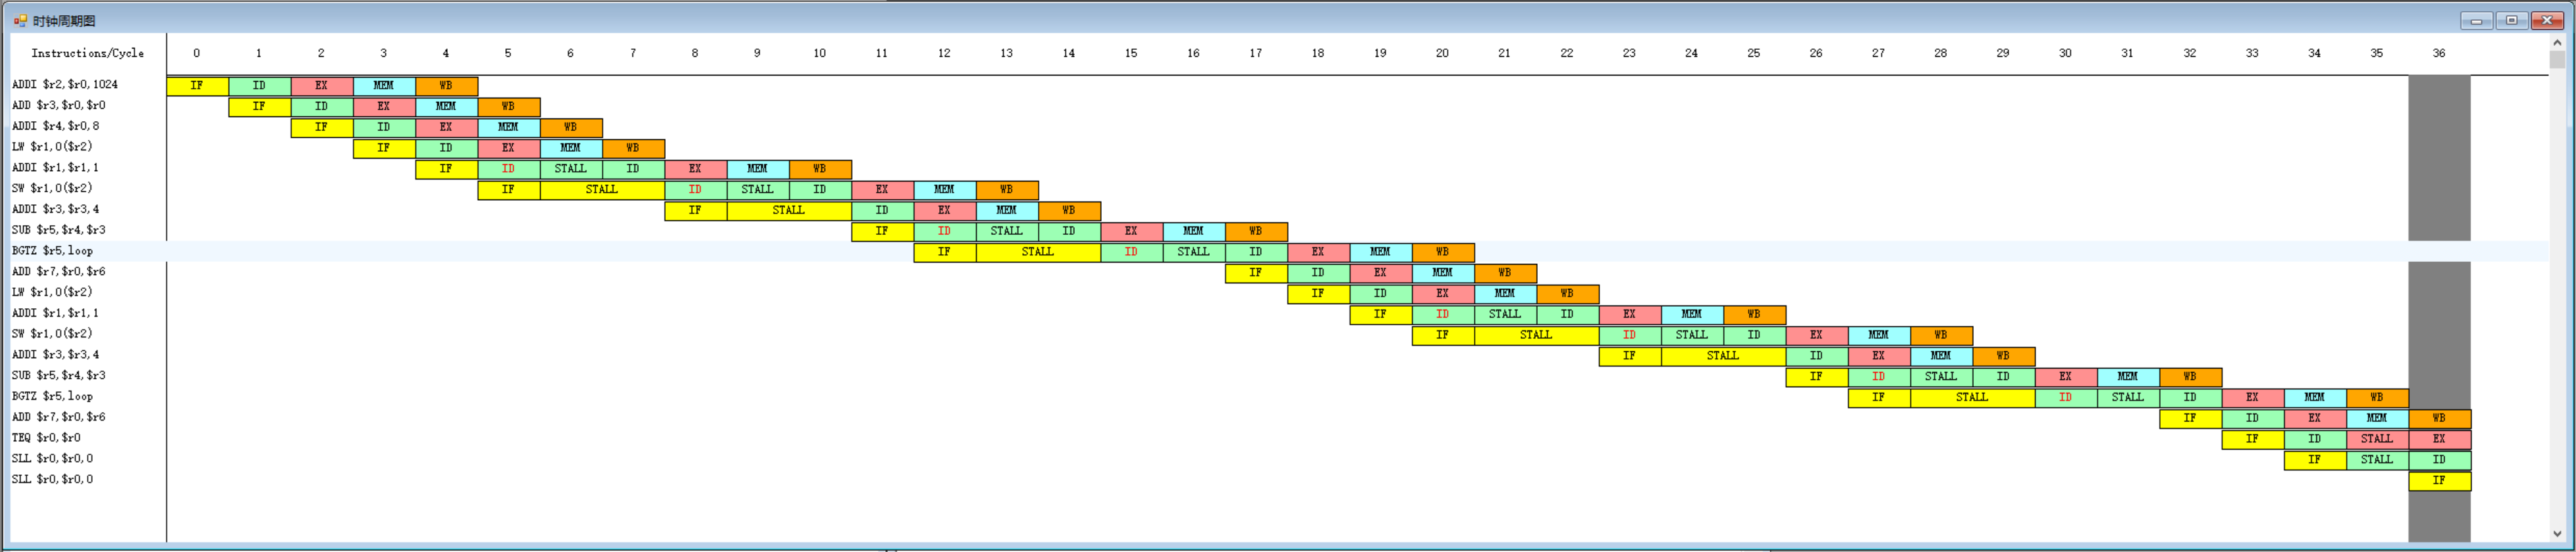 时钟周期图
Instructions/Cycle 0 1 2 3 4 5 6 7 8 9 10 11 12 13 14 15 16 17 18 19 20 21 22 23 24 25 26 27 28 29 30 31 32 33 34 35 36
ADDI $r2,$r0,1024 IF ID EX MEM WB
ADD $r3,$r0,$r0 IF ID EX MEM WB
ADDI $r4,$r0,8 IF ID EX MEM WB
LW $r1,0($r2) IF ID EX MEM WB
ADDI $r1,$r1,1 IF ID STALL ID EX MEM WB
SW $r1,0($r2) IF STALL ID STALL ID EX MEM WB
ADDI $r3,$r3,4 IF STALL ID EX MEM WB
SUB $r5,$r4,$r3 IF ID STALL ID EX MEM WB
BGTZ $r5,loop IF STALL ID STALL ID EX MEM WB
ADD $r7,$r0,$r6 IF ID EX MEM WB
LW $r1,0($r2) IF ID EX MEM WB
ADDI $r1,$r1,1 IF ID STALL ID EX MEM WB
SW $r1,0($r2) IF STALL ID STALL ID EX MEM WB
ADDI $r3,$r3,4 IF STALL ID EX MEM WB
SUB $r5,$r4,$r3 IF ID STALL ID EX MEM WB
BGTZ $r5,loop IF STALL ID STALL ID EX MEM WB
ADD $r7,$r0,$r6 IF ID EX MEM WB
TEQ $r0,$r0 IF ID STALL EX
SLL $r0,$r0,0 IF STALL ID
SLL $r0,$r0,0 IF